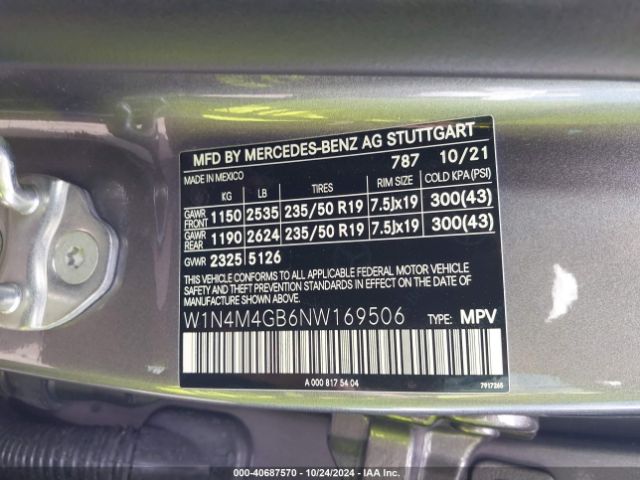 MFD BY MERCEDES-BENZ AG STUTTGART
MADE IN MEXICO 787 10/21
KG LB TIRES RIM SIZE COLD KPA(PSI)
GAWR FRONT 1150 2535 235/50 R19 7.5Jx19 300(43)
GAWR REAR 1190 2624 235/50 R19 7.5Jx19 300(43)
GVWR 2325 5126
THIS VEHICLE CONFORMS TO ALL APPLICABLE FEDERAL MOTOR VEHICLE
SAFETY AND THEFT PREVENTION STANDARDS IN EFFECT ON THE DATE OF
MANUFACTURE SHOWN ABOVE.
W1N4M4GB6NW169506 TYPE: MPV
A 000 817 54 04 7917265
000-40687570 • 10/24/2024 • IAA Inc.